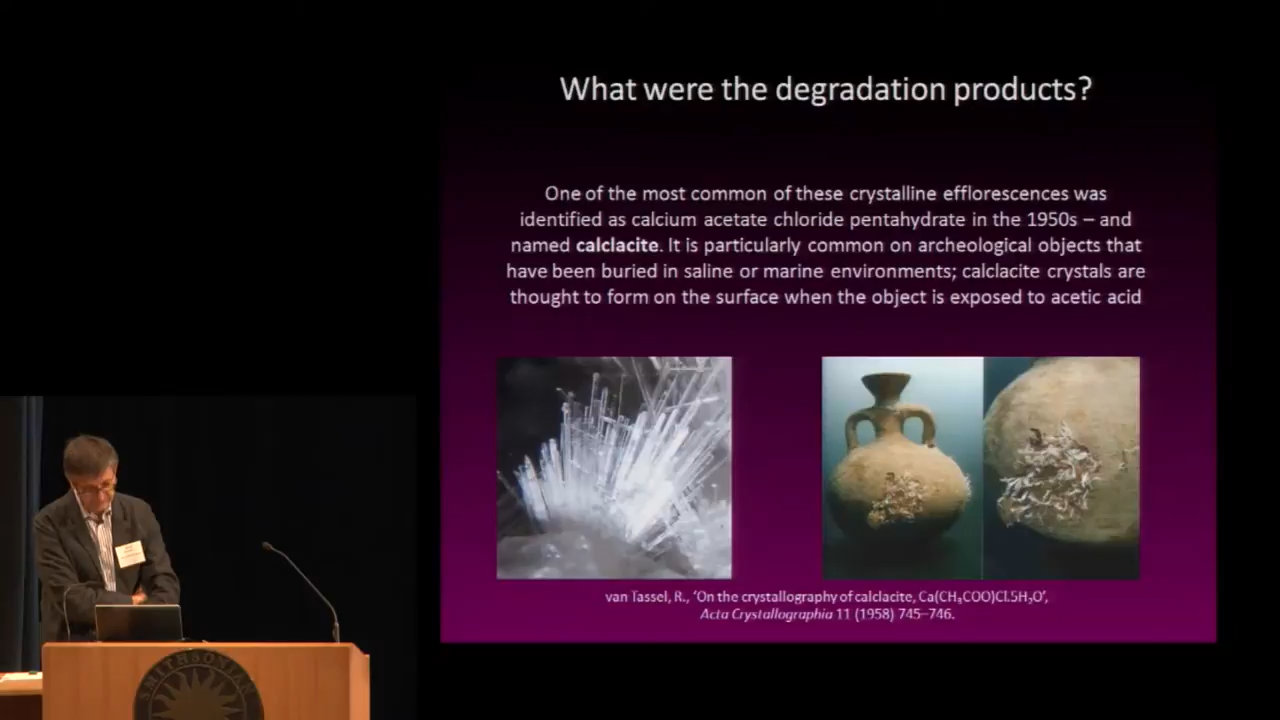 What were the degradation products?
One of the most common of these crystalline efflorescences was
identified as calcium acetate chloride pentahydrate in the 1950s – and
named calclacite. It is particularly common on archeological objects that
have been buried in saline or marine environments; calclacite crystals are
thought to form on the surface when the object is exposed to acetic acid
van Tassel, R., ‘On the crystallography of calclacite, Ca(CH₃COO)Cl.5H₂O’,
Acta Crystallographia 11 (1958) 745–746.
SMITHSONIAN